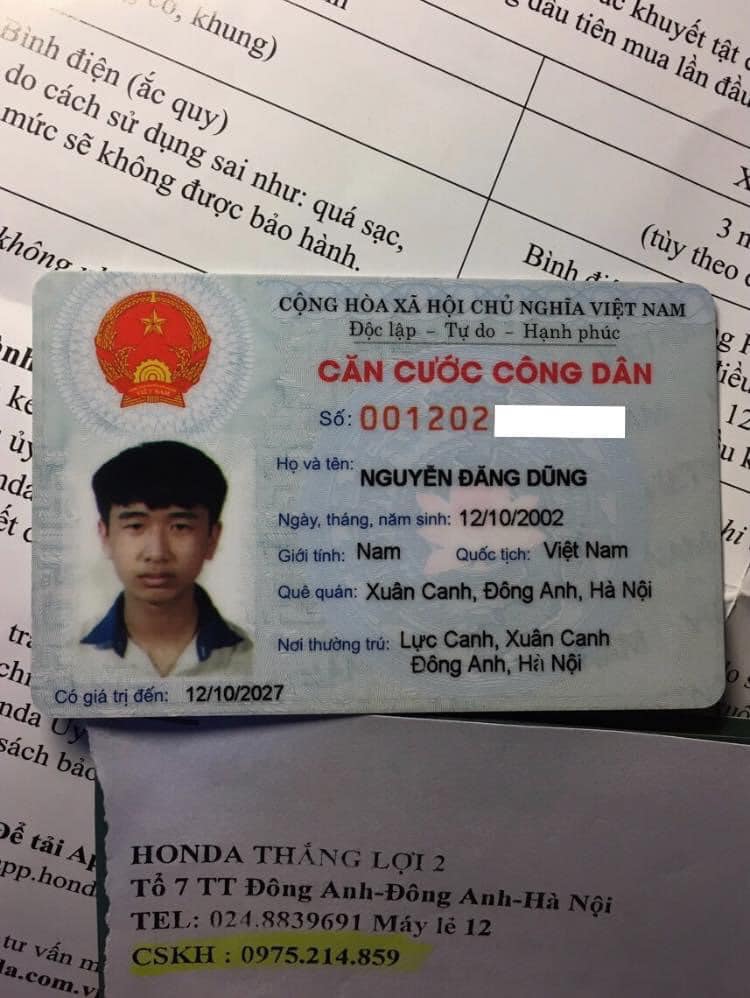 cơ, khung)
khuyết tật
đầu tiên mua lần đầu
Bình điện (ắc quy)
do cách sử dụng sai như: quá sạc,
mức sẽ không được bảo hành.
X
3
(tùy theo
Bình
không
CỘNG HÒA XÃ HỘI CHỦ NGHĨA VIỆT NAM
Độc lập - Tự do - Hạnh phúc
CĂN CƯỚC CÔNG DÂN
Số: 001202
Họ và tên: NGUYỄN ĐĂNG DŨNG
Ngày, tháng, năm sinh: 12/10/2002
Giới tính: Nam Quốc tịch: Việt Nam
Quê quán: Xuân Canh, Đông Anh, Hà Nội
Nơi thường trú: Lực Canh, Xuân Canh
Đông Anh, Hà Nội
Có giá trị đến: 12/10/2027
VIỆT NAM
sách bảo
Để tải
tư vấn
HONDA THẮNG LỢI 2
Tổ 7 TT Đông Anh-Đông Anh-Hà Nội
TEL: 024.8839691 Máy lẻ 12
CSKH : 0975.214.859